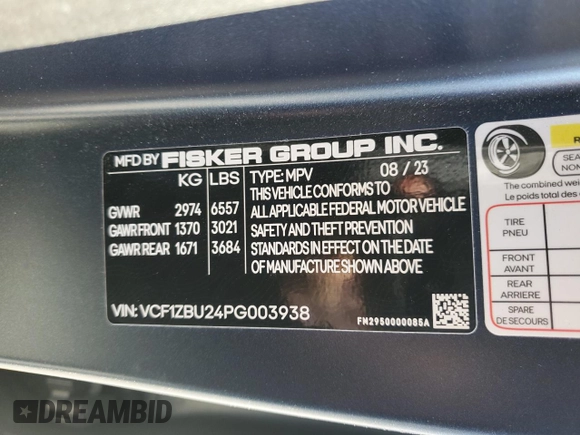 MFD BY FISKER GROUP INC.
KG LBS TYPE: MPV 08 / 23
THIS VEHICLE CONFORMS TO
GVWR 2974 6557 ALL APPLICABLE FEDERAL MOTOR VEHICLE
GAWR FRONT 1370 3021 SAFETY AND THEFT PREVENTION
GAWR REAR 1671 3684 STANDARDS IN EFFECT ON THE DATE
OF MANUFACTURE SHOWN ABOVE
VIN: VCF1ZBU24PG003938
FM2950000085A
The combined wei
Le poids total des
TIRE
PNEU
FRONT
AVANT
REAR
ARRIERE
SPARE
DE SECOURS
DREAMBID